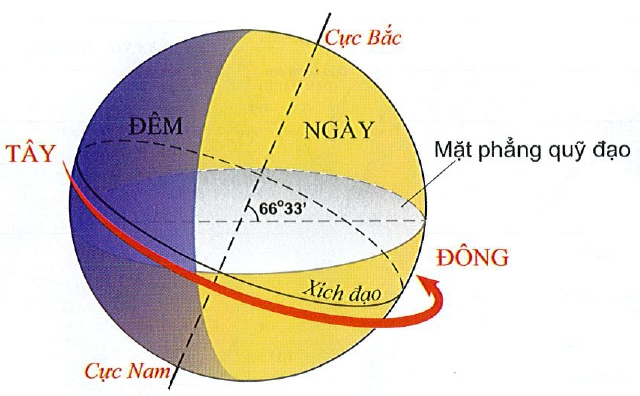 Cực Bắc
ĐÊM
NGÀY
TÂY
Mặt phẳng quỹ đạo
66°33'
ĐÔNG
Xích đạo
Cực Nam